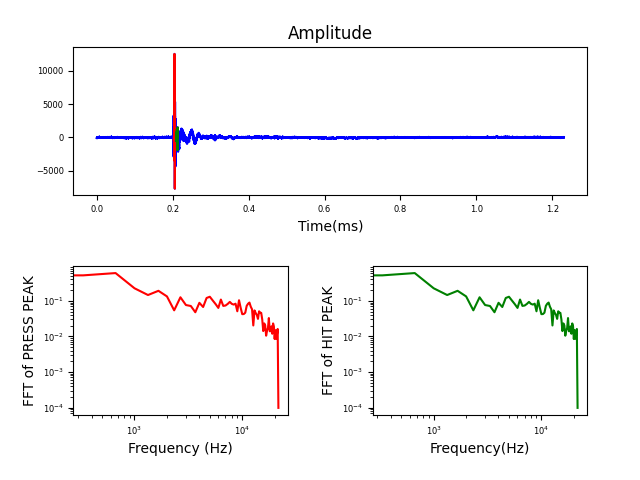 Amplitude
10000
5000
0
−5000
0.0 0.2 0.4 0.6 0.8 1.0 1.2
Time(ms)
FFT of PRESS PEAK
10⁻¹
10⁻²
10⁻³
10⁻⁴
10³ 10⁴
Frequency (Hz)
FFT of HIT PEAK
10⁻¹
10⁻²
10⁻³
10⁻⁴
10³ 10⁴
Frequency(Hz)